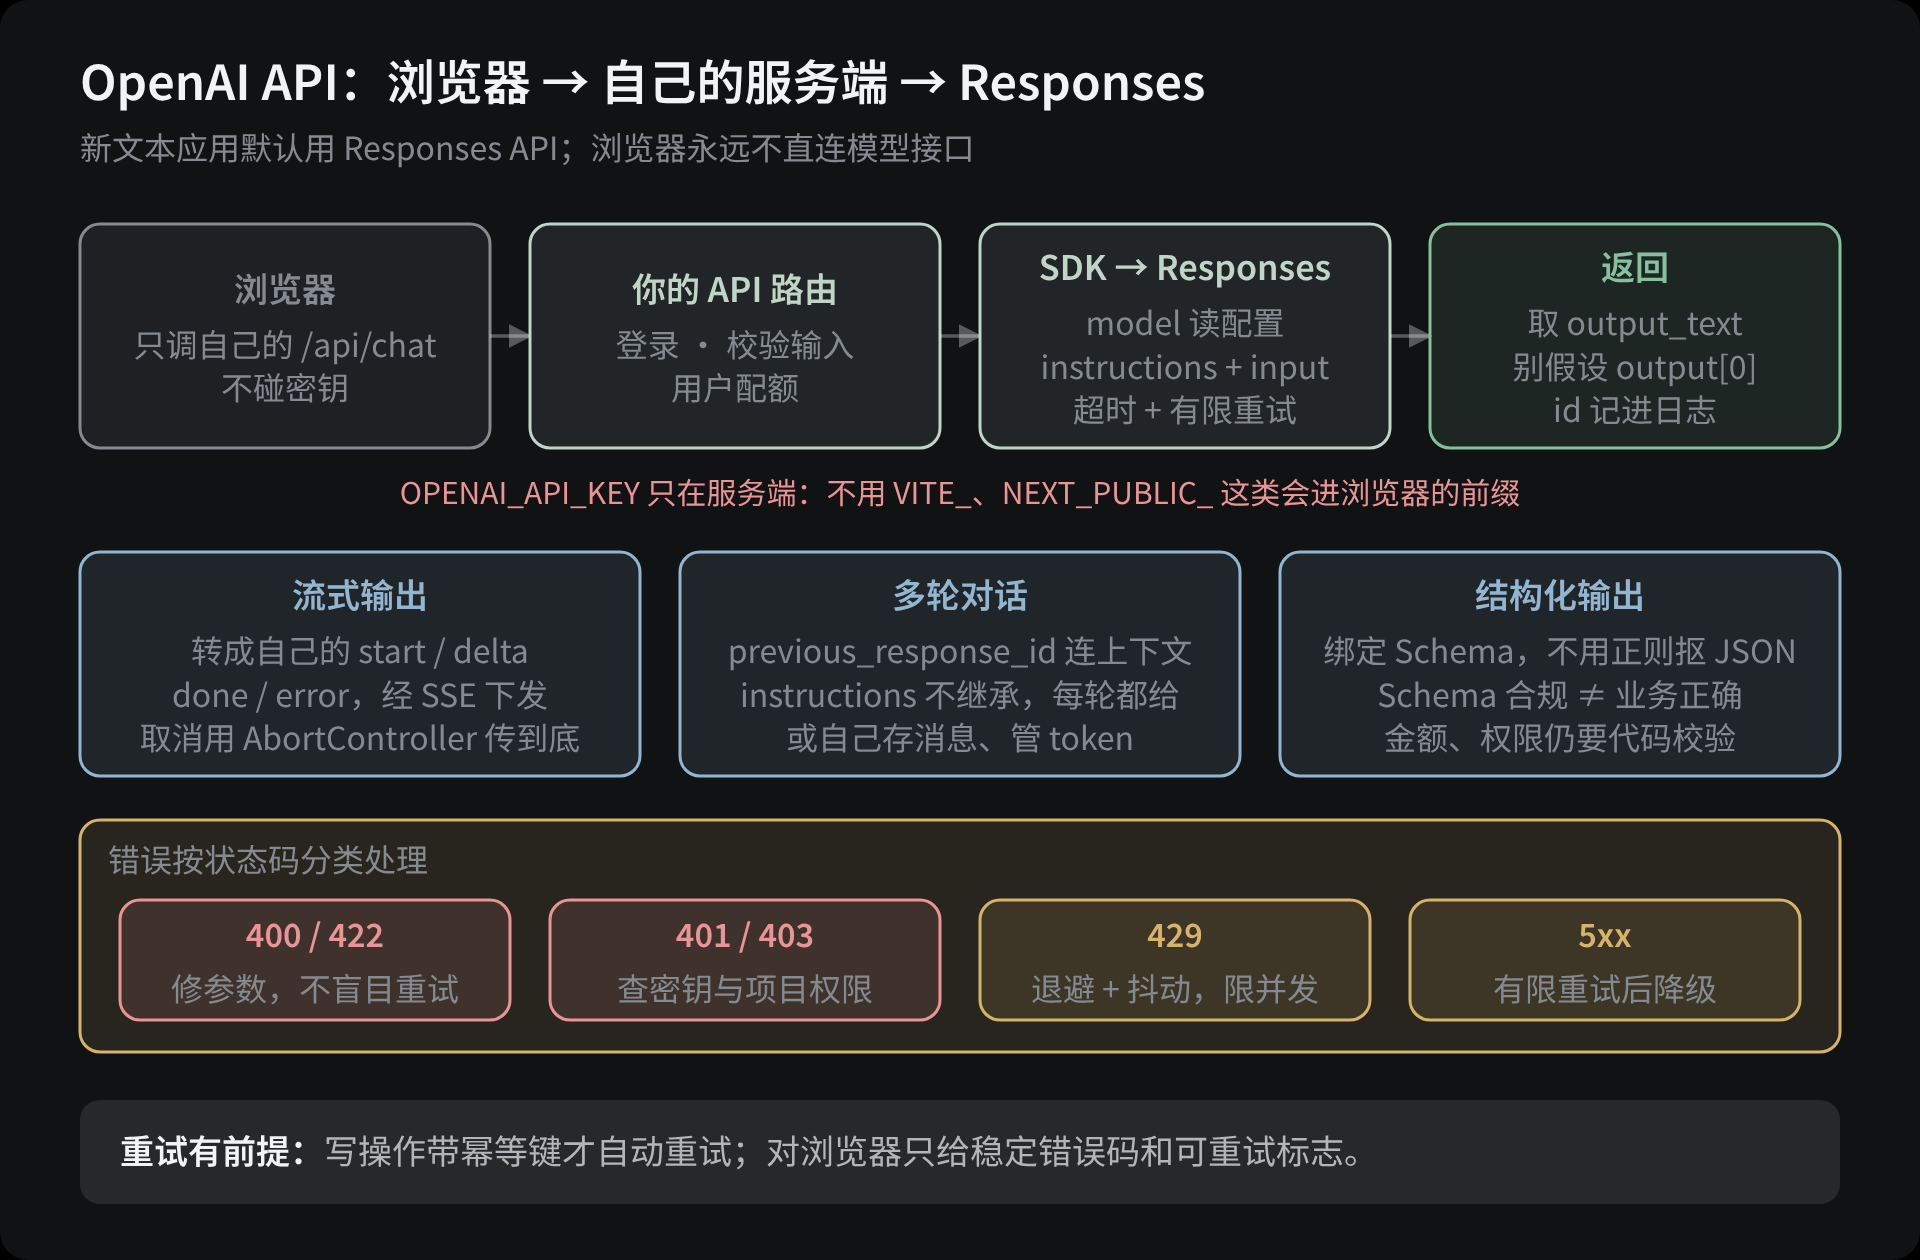 OpenAI API：浏览器 → 自己的服务端 → Responses
新文本应用默认用 Responses API；浏览器永远不直连模型接口
浏览器
只调自己的 /api/chat
不碰密钥
你的 API 路由
登录 · 校验输入
用户配额
SDK → Responses
model 读配置
instructions + input
超时 + 有限重试
返回
取 output_text
别假设 output[0]
id 记进日志
OPENAI_API_KEY 只在服务端：不用 VITE_、NEXT_PUBLIC_ 这类会进浏览器的前缀
流式输出
转成自己的 start / delta
done / error，经 SSE 下发
取消用 AbortController 传到底
多轮对话
previous_response_id 连上下文
instructions 不继承，每轮都给
或自己存消息、管 token
结构化输出
绑定 Schema，不用正则抠 JSON
Schema 合规 ≠ 业务正确
金额、权限仍要代码校验
错误按状态码分类处理
400 / 422
修参数，不盲目重试
401 / 403
查密钥与项目权限
429
退避 + 抖动，限并发
5xx
有限重试后降级
重试有前提：写操作带幂等键才自动重试；对浏览器只给稳定错误码和可重试标志。